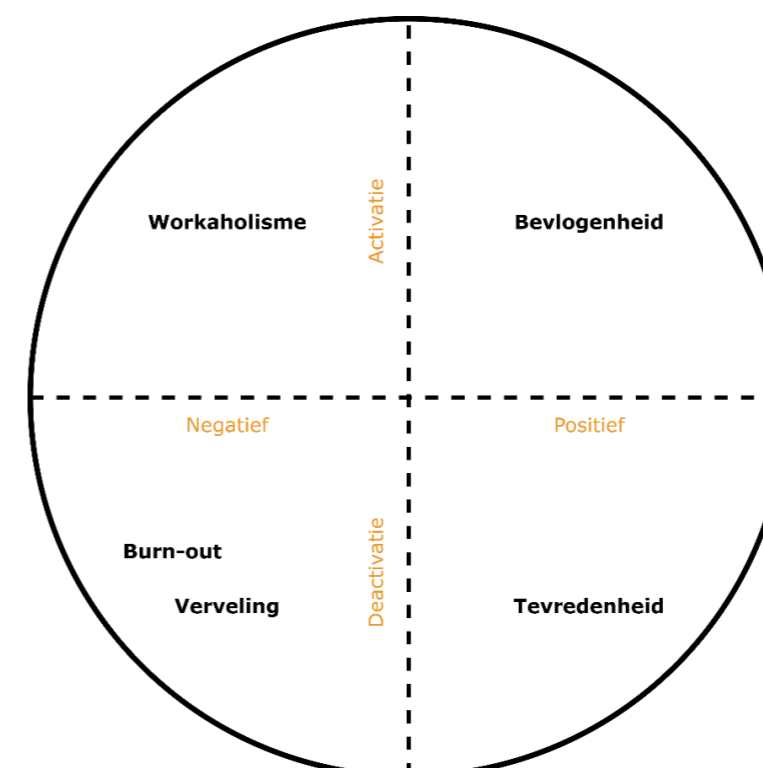 Activatie
Workaholisme
Bevlogenheid
Negatief
Positief
Deactivatie
Burn-out
Verveling
Tevredenheid